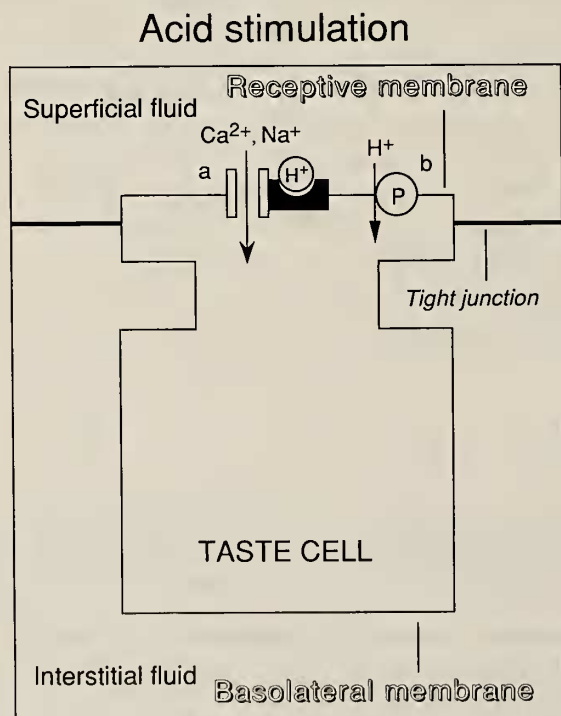 Acid stimulation
Receptive membrane
Superficial fluid
Ca²⁺, Na⁺
H⁺
a
H⁺
b
P
Tight junction
TASTE CELL
Interstitial fluid
Basolateral membrane